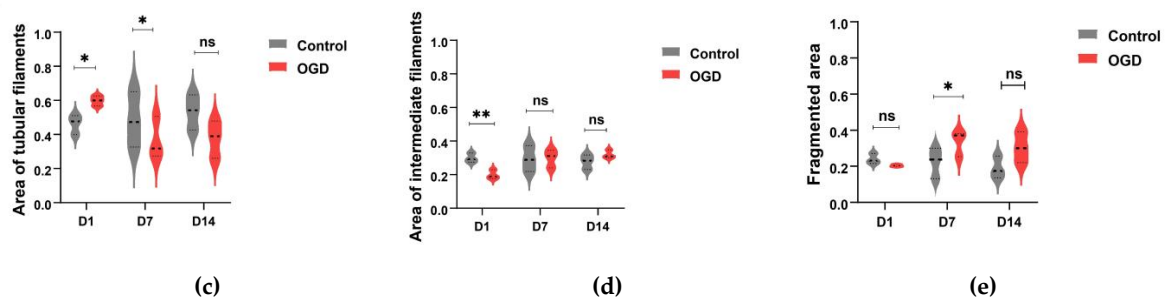 Area of tubular filaments
1.0
0.8
0.6
0.4
0.2
0.0
*
*
ns
D1
D7
D14
Control
OGD
(c)
Area of intermediate filaments
1.0
0.8
0.6
0.4
0.2
0.0
**
ns
ns
D1
D7
D14
Control
OGD
(d)
Fragmented area
1.0
0.8
0.6
0.4
0.2
0.0
ns
*
ns
D1
D7
D14
Control
OGD
(e)